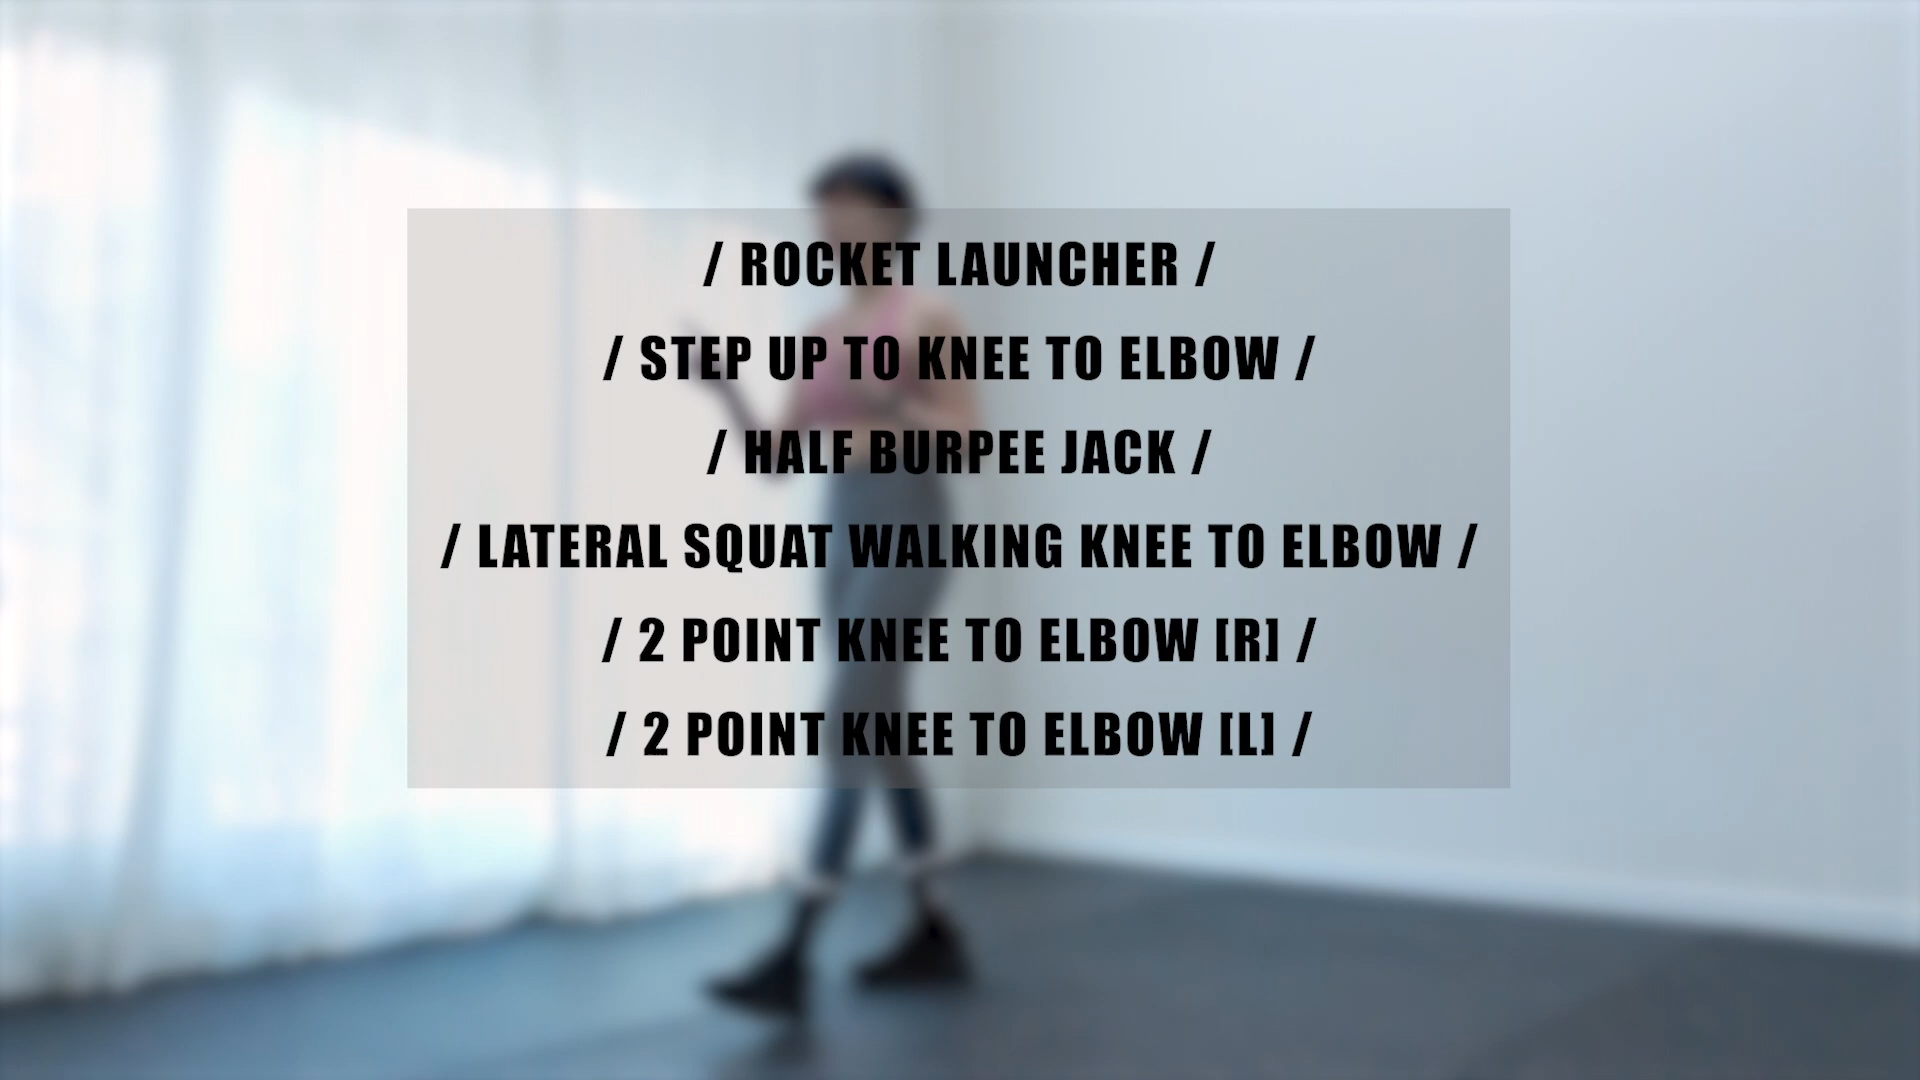 / ROCKET LAUNCHER /
/ STEP UP TO KNEE TO ELBOW /
/ HALF BURPEE JACK /
/ LATERAL SQUAT WALKING KNEE TO ELBOW /
/ 2 POINT KNEE TO ELBOW [R] /
/ 2 POINT KNEE TO ELBOW [L] /